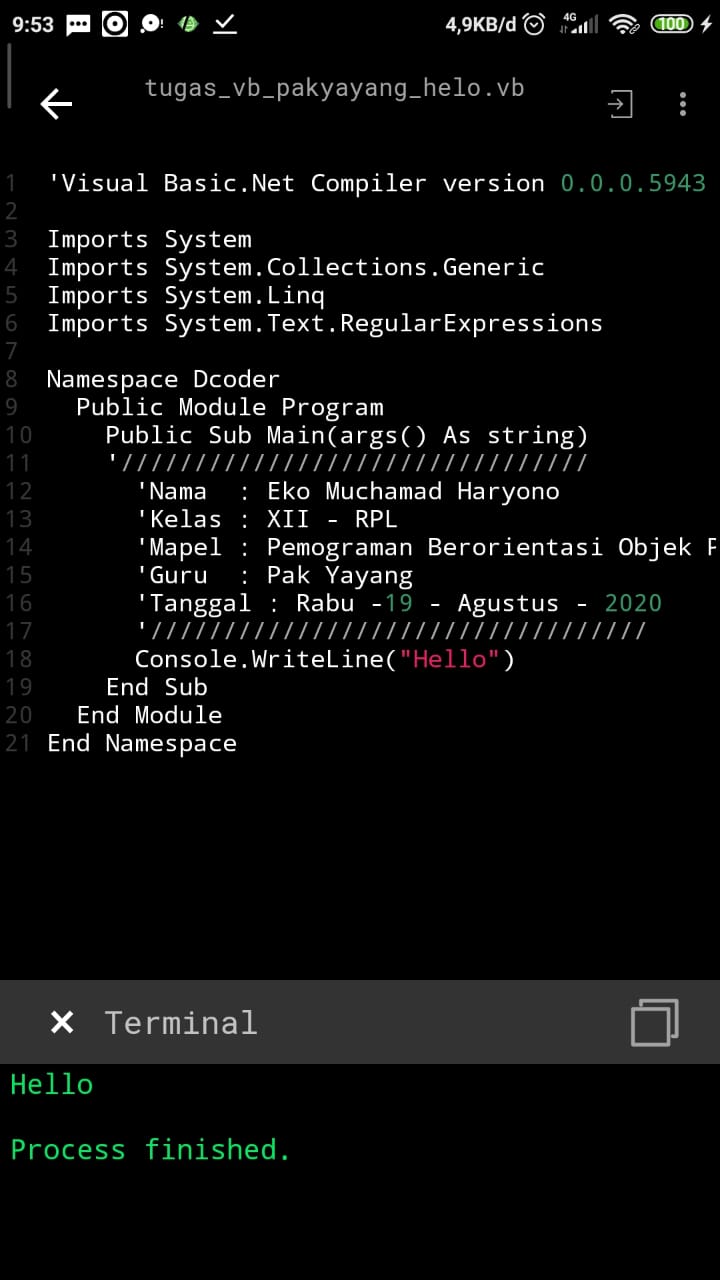 9:53 4,9KB/d 4G 100
tugas_vb_pakyayang_helo.vb
1 'Visual Basic.Net Compiler version 0.0.0.5943
2
3 Imports System
4 Imports System.Collections.Generic
5 Imports System.Linq
6 Imports System.Text.RegularExpressions
7
8 Namespace Dcoder
9 Public Module Program
10 Public Sub Main(args() As string)
11 '////////////////////////////////
12 'Nama : Eko Muchamad Haryono
13 'Kelas : XII - RPL
14 'Mapel : Pemograman Berorientasi Objek
15 'Guru : Pak Yayang
16 'Tanggal : Rabu -19 - Agustus - 2020
17 '//////////////////////////////////
18 Console.WriteLine("Hello")
19 End Sub
20 End Module
21 End Namespace
Terminal
Hello
Process finished.